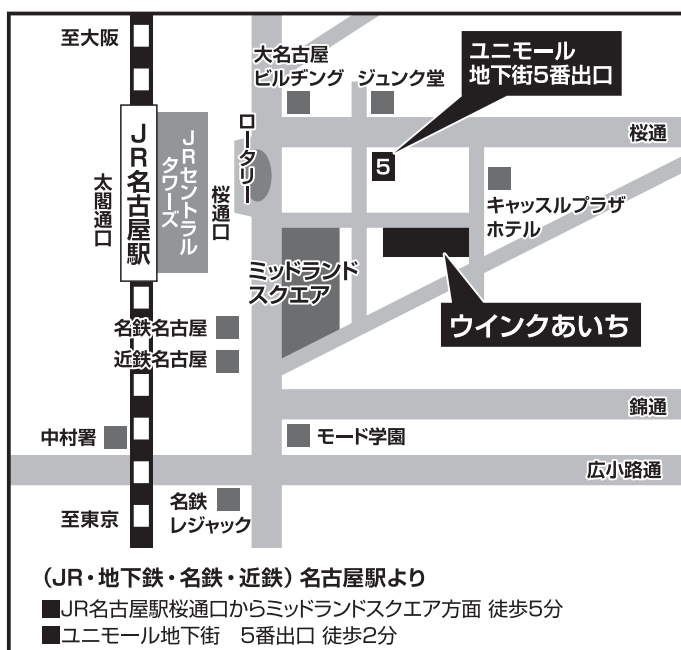 至大阪
大名古屋
ビルヂング
ジュンク堂
ユニモール
地下街5番出口
桜通
ロータリー
JRセントラル
タワーズ
JR名古屋駅
太閤通口
桜通口
5
キャッスルプラザ
ホテル
ミッドランド
スクエア
ウインクあいち
名鉄名古屋
近鉄名古屋
錦通
中村署
モード学園
広小路通
名鉄
レジャック
至東京
(JR・地下鉄・名鉄・近鉄) 名古屋駅より
■JR名古屋駅桜通口からミッドランドスクエア方面 徒歩5分
■ユニモール地下街 5番出口 徒歩2分